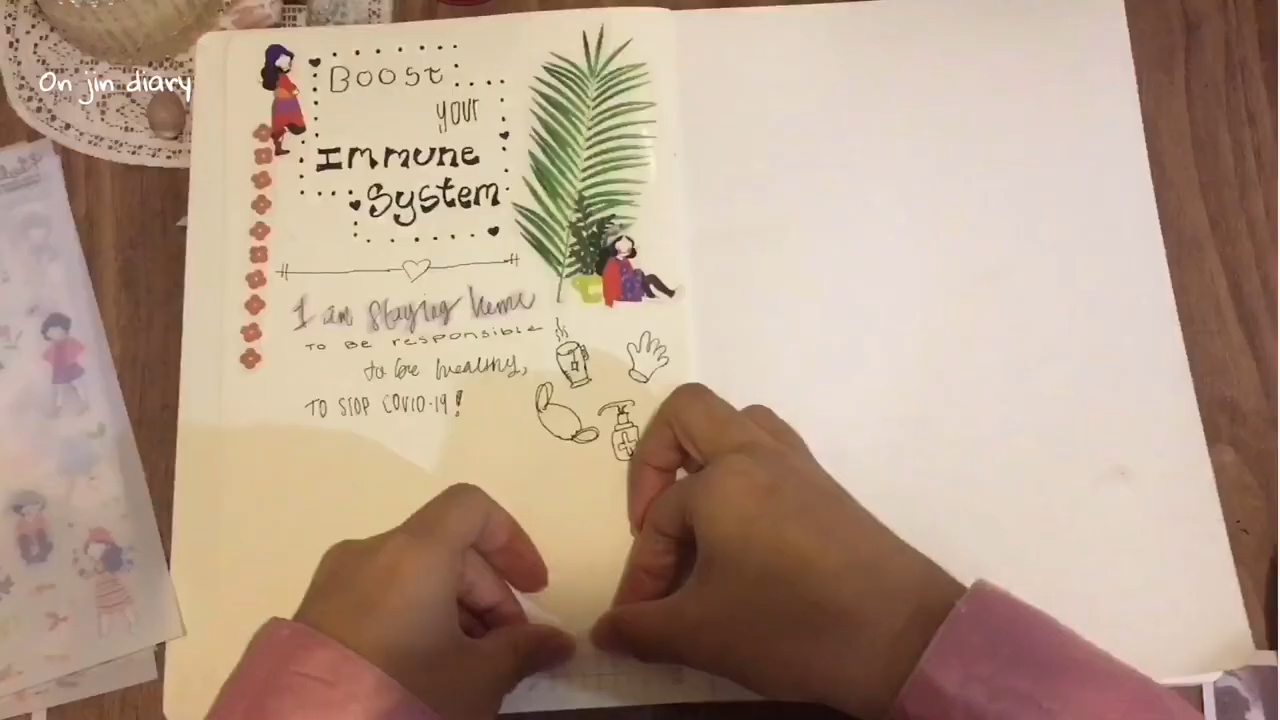 On jin diary
Boost
your
Immune
System
I am staying home
TO BE RESPONSIBLE
to be healthy,
TO STOP COVID-19!